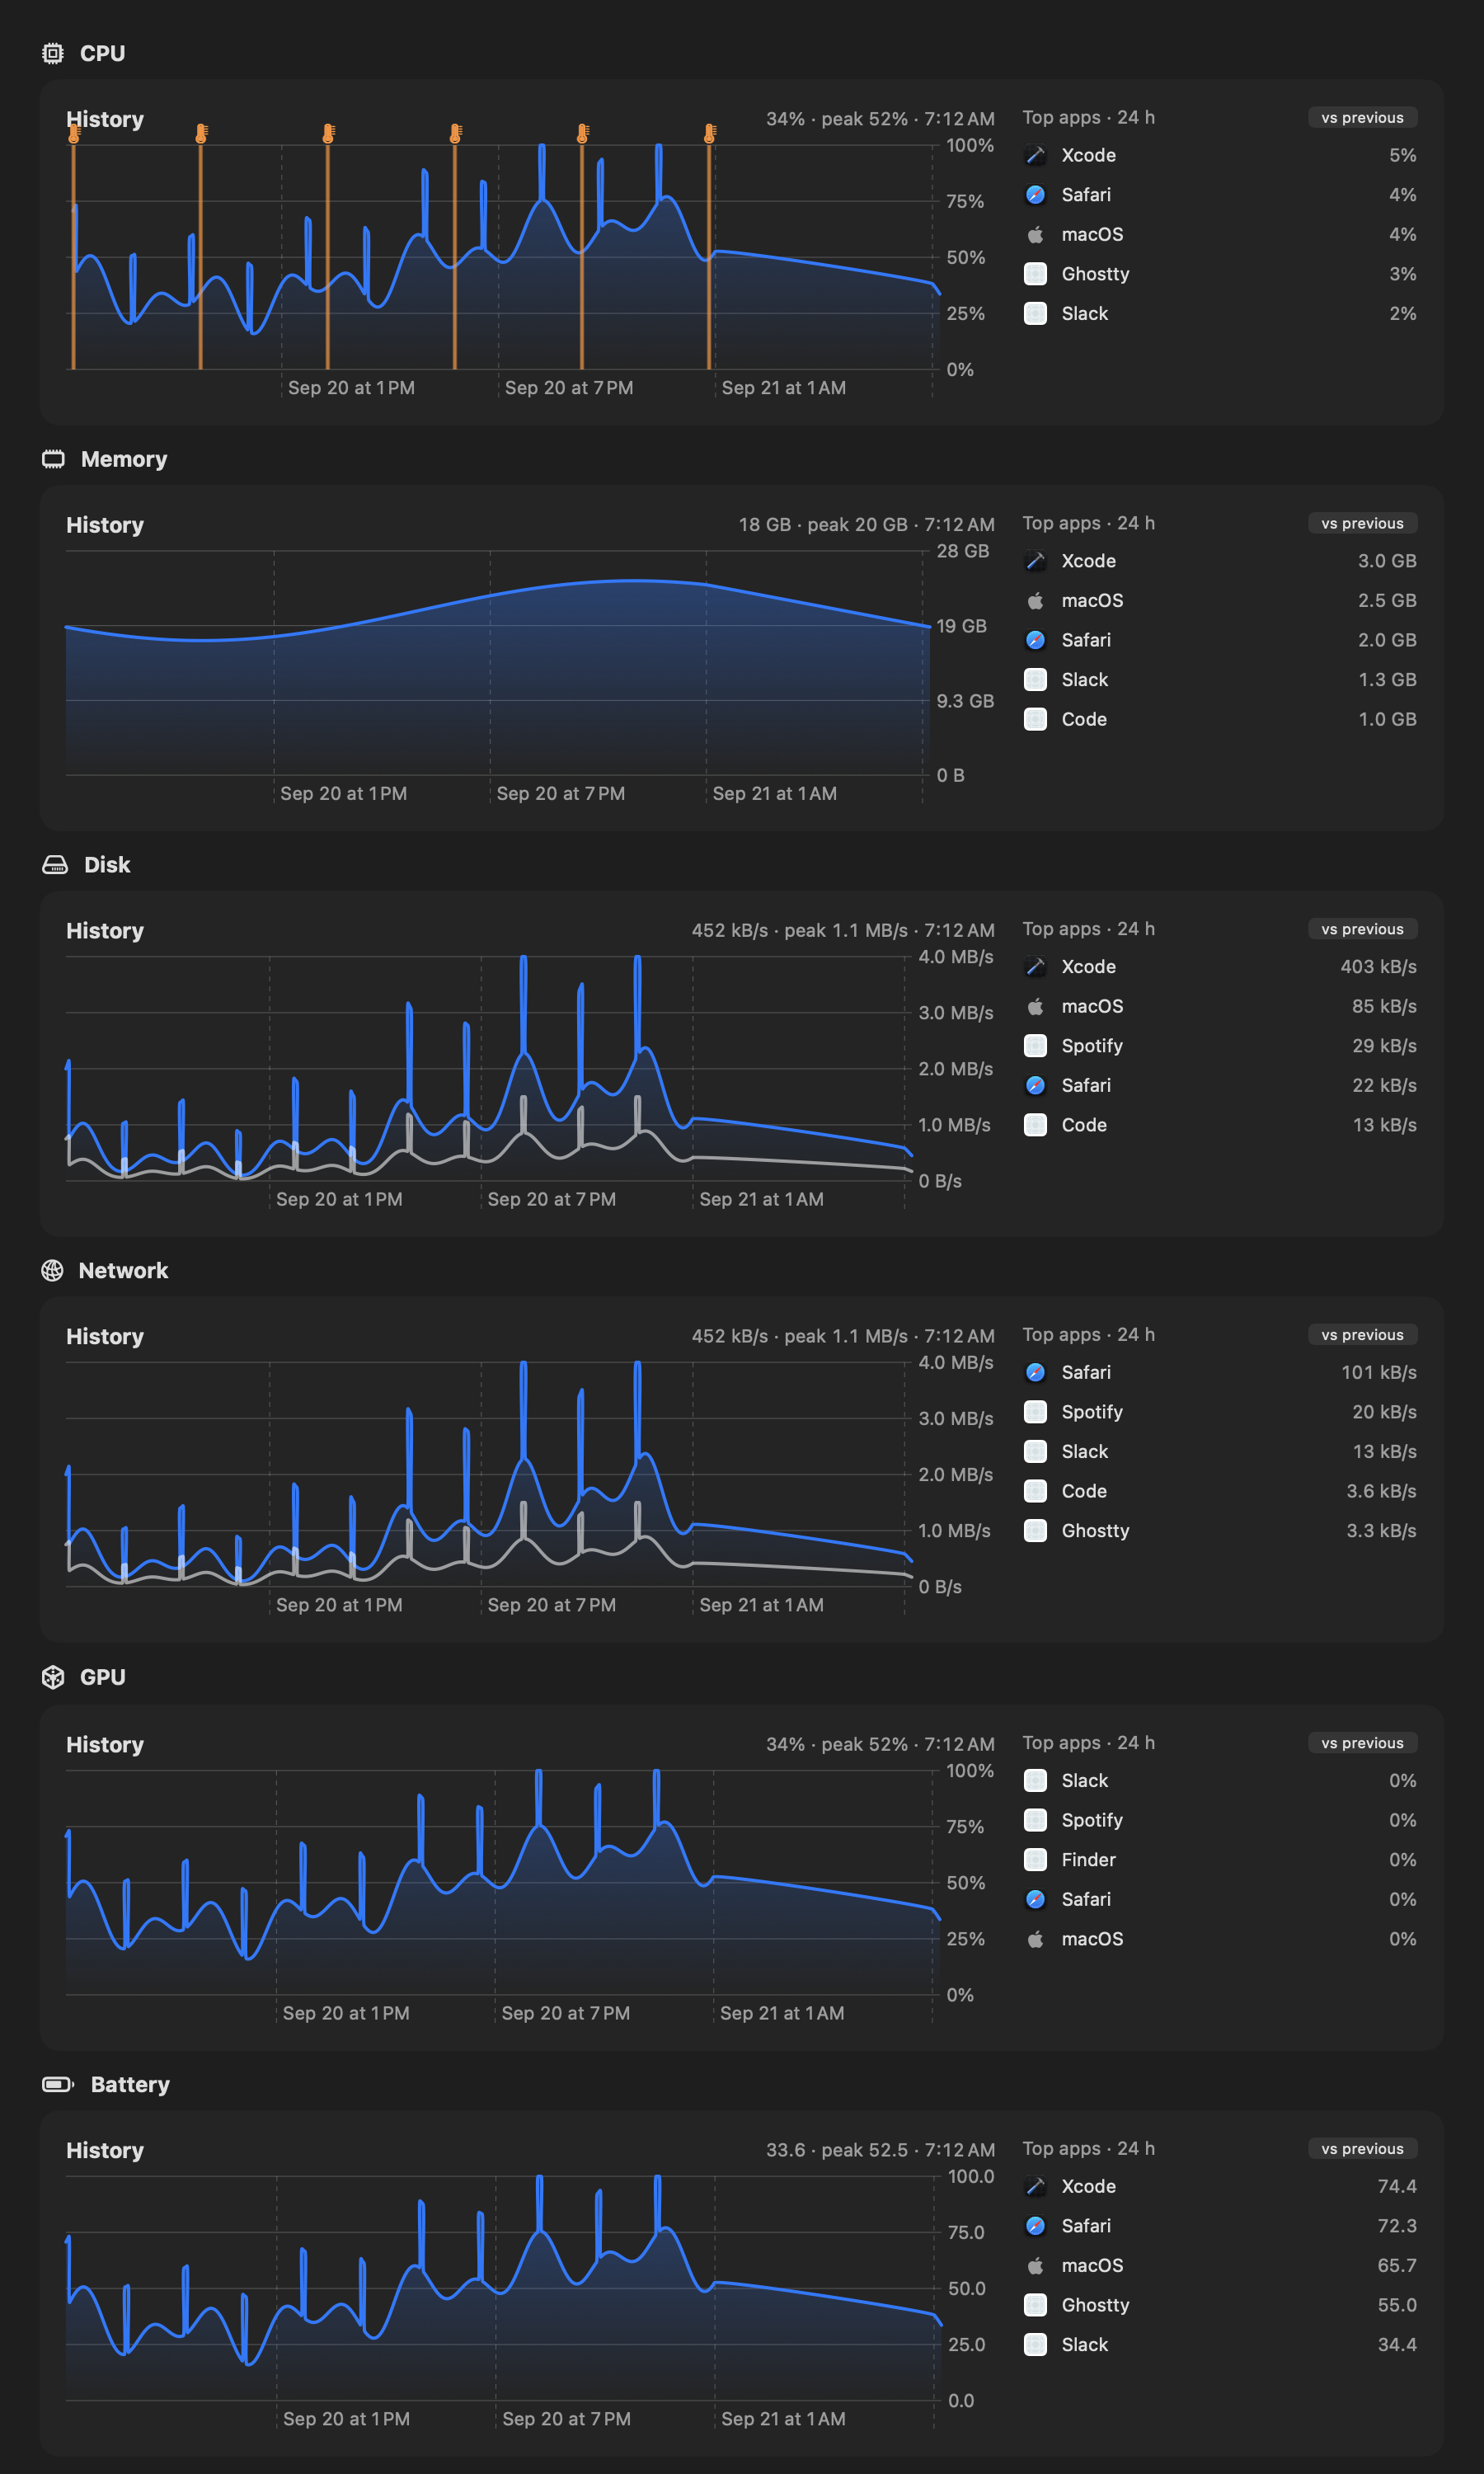 CPU
History
34% · peak 52% · 7:12 AM
100%
75%
50%
25%
0%
Sep 20 at 1 PM
Sep 20 at 7 PM
Sep 21 at 1 AM
Top apps · 24 h
vs previous
Xcode 5%
Safari 4%
macOS 4%
Ghostty 3%
Slack 2%
Memory
History
18 GB · peak 20 GB · 7:12 AM
28 GB
19 GB
9.3 GB
0 B
Sep 20 at 1 PM
Sep 20 at 7 PM
Sep 21 at 1 AM
Top apps · 24 h
vs previous
Xcode 3.0 GB
macOS 2.5 GB
Safari 2.0 GB
Slack 1.3 GB
Code 1.0 GB
Disk
History
452 kB/s · peak 1.1 MB/s · 7:12 AM
4.0 MB/s
3.0 MB/s
2.0 MB/s
1.0 MB/s
0 B/s
Sep 20 at 1 PM
Sep 20 at 7 PM
Sep 21 at 1 AM
Top apps · 24 h
vs previous
Xcode 403 kB/s
macOS 85 kB/s
Spotify 29 kB/s
Safari 22 kB/s
Code 13 kB/s
Network
History
452 kB/s · peak 1.1 MB/s · 7:12 AM
4.0 MB/s
3.0 MB/s
2.0 MB/s
1.0 MB/s
0 B/s
Sep 20 at 1 PM
Sep 20 at 7 PM
Sep 21 at 1 AM
Top apps · 24 h
vs previous
Safari 101 kB/s
Spotify 20 kB/s
Slack 13 kB/s
Code 3.6 kB/s
Ghostty 3.3 kB/s
GPU
History
34% · peak 52% · 7:12 AM
100%
75%
50%
25%
0%
Sep 20 at 1 PM
Sep 20 at 7 PM
Sep 21 at 1 AM
Top apps · 24 h
vs previous
Slack 0%
Spotify 0%
Finder 0%
Safari 0%
macOS 0%
Battery
History
33.6 · peak 52.5 · 7:12 AM
100.0
75.0
50.0
25.0
0.0
Sep 20 at 1 PM
Sep 20 at 7 PM
Sep 21 at 1 AM
Top apps · 24 h
vs previous
Xcode 74.4
Safari 72.3
macOS 65.7
Ghostty 55.0
Slack 34.4